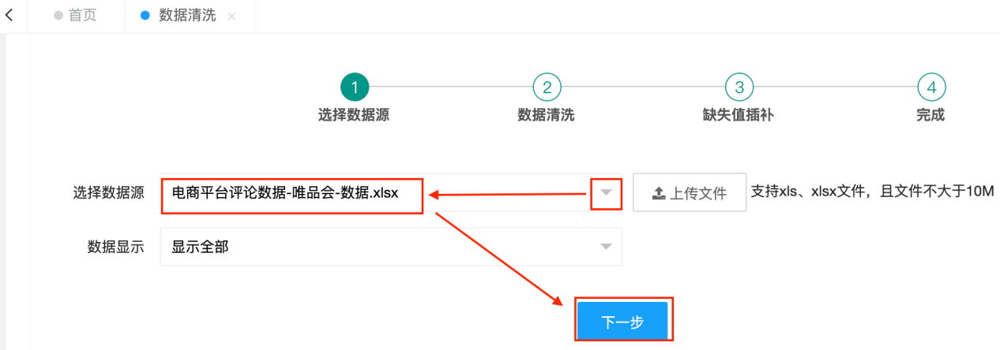 首页
数据清洗
1
2
3
4
选择数据源
数据清洗
缺失值插补
完成
选择数据源
电商平台评论数据-唯品会-数据.xlsx
上传文件
支持xls、xlsx文件，且文件不大于10M
数据显示
显示全部
下一步